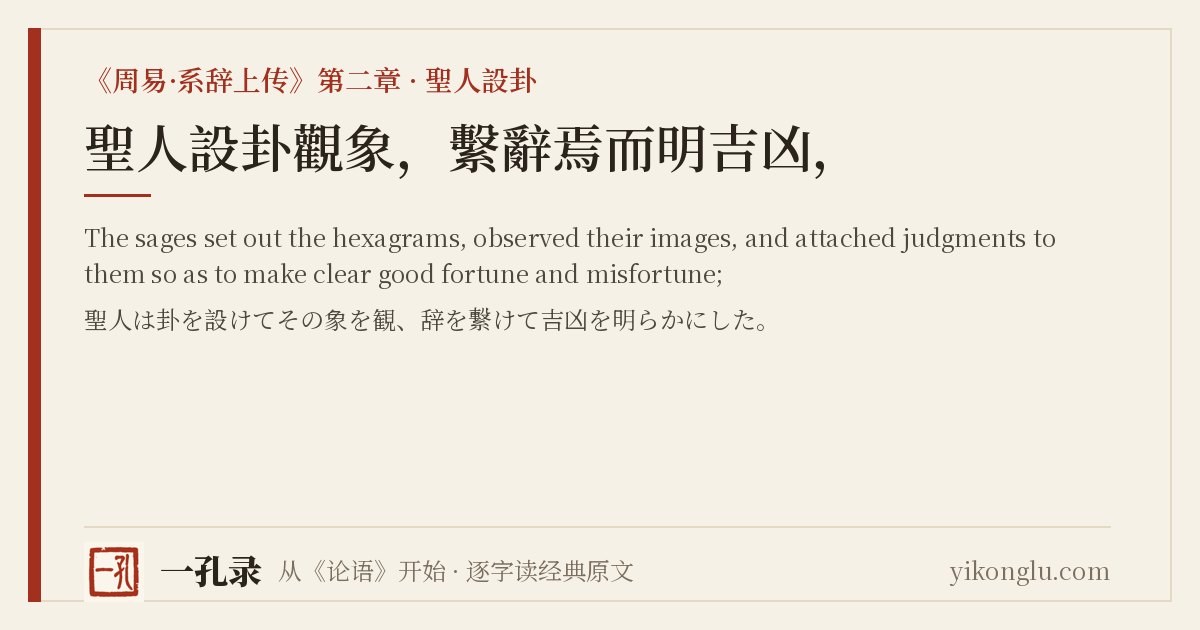 《周易·系辞上传》第二章 · 聖人設卦
聖人設卦觀象，繫辭焉而明吉凶，
The sages set out the hexagrams, observed their images, and attached judgments to
them so as to make clear good fortune and misfortune;
聖人は卦を設けてその象を観、辞を繋けて吉凶を明らかにした。
一孔
一孔录 从《论语》开始 · 逐字读经典原文 yikonglu.com